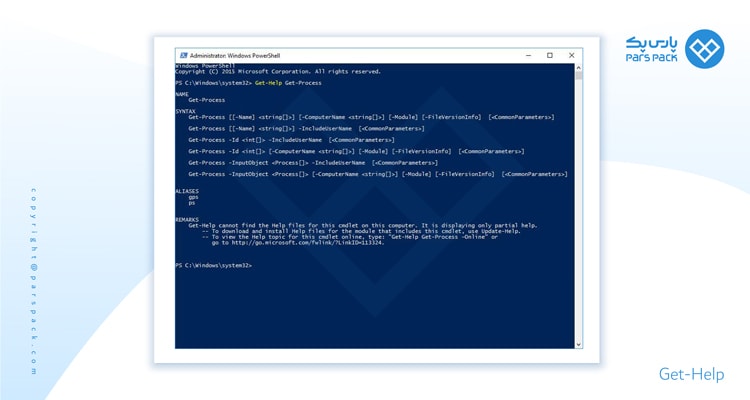 Administrator: Windows PowerShell
Windows PowerShell
Copyright (C) 2015 Microsoft Corporation. All rights reserved.
PS C:\Windows\system32> Get-Help Get-Process
NAME
Get-Process
SYNTAX
Get-Process [[-Name] <string[]>] [-ComputerName <string[]>] [-Module] [-FileVersionInfo] [<CommonParameters>]
Get-Process [[-Name] <string[]>] -IncludeUserName [<CommonParameters>]
Get-Process -Id <int[]> -IncludeUserName [<CommonParameters>]
Get-Process -Id <int[]> [-ComputerName <string[]>] [-Module] [-FileVersionInfo] [<CommonParameters>]
Get-Process -InputObject <Process[]> -IncludeUserName [<CommonParameters>]
Get-Process -InputObject <Process[]> [-ComputerName <string[]>] [-Module] [-FileVersionInfo] [<CommonParameters>]
ALIASES
gps
ps
REMARKS
Get-Help cannot find the Help files for this cmdlet on this computer. It is displaying only partial help.
-- To download and install Help files for the module that includes this cmdlet, use Update-Help.
-- To view the Help topic for this cmdlet online, type: "Get-Help Get-Process -Online" or
go to http://go.microsoft.com/fwlink/?LinkID=113324.
PS C:\Windows\system32>
پارس پک
PARS PACK
copyright@parspack.com
Get-Help